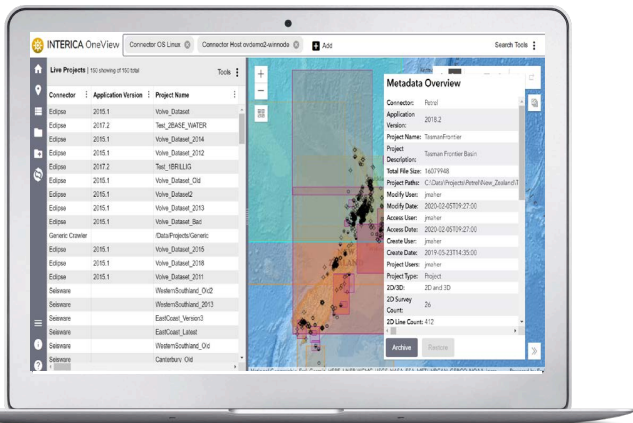 INTERICA OneView
Connector OS Linux
Connector Host ovdemo2-winnode
Add
Search Tools
Live Projects | 150 showing of 150 total
Tools
Connector Application Version Project Name
Eclipse 2015.1 Volve_Dataset
Eclipse 2017.2 Test_2BASE_WATER
Eclipse 2015.1 Volve_Dataset_2014
Eclipse 2015.1 Volve_Dataset_2012
Eclipse 2017.2 Test_1BRILLIG
Eclipse 2015.1 Volve_Dataset_Old
Eclipse 2015.1 Volve_Dataset2
Eclipse 2015.1 Volve_Dataset_2013
Eclipse 2015.1 Volve_Dataset_Bad
Generic Crawler /Data/Projects/Generic
Eclipse 2015.1 Volve_Dataset_2015
Eclipse 2015.1 Volve_Dataset_2018
Eclipse 2015.1 Volve_Dataset_2011
Seisware WesternSouthland_Old2
Seisware WesternSouthland_2013
Seisware EastCoast_Version3
Seisware EastCoast_Latest
Seisware WesternSouthland_Old
Seisware Canterbury_Old
Metadata Overview
Connector: Petrel
Application
Version: 2018.2
Project Name: TasmanFrontier
Project
Description: Tasman Frontier Basin
Total File Size: 16079948
Project Paths: C:\Data\Projects\Petrel\New_Zealand\T
Modify User: jmaher
Modify Date: 2020-02-05T09:27:00
Access User: jmaher
Access Date: 2020-02-05T09:27:00
Create User: jmaher
Create Date: 2019-05-23T14:35:00
Project Users: jmaher
Project Type: Project
2D/3D: 2D and 3D
2D Survey
Count: 26
2D Line Count: 412
Archive
Restore